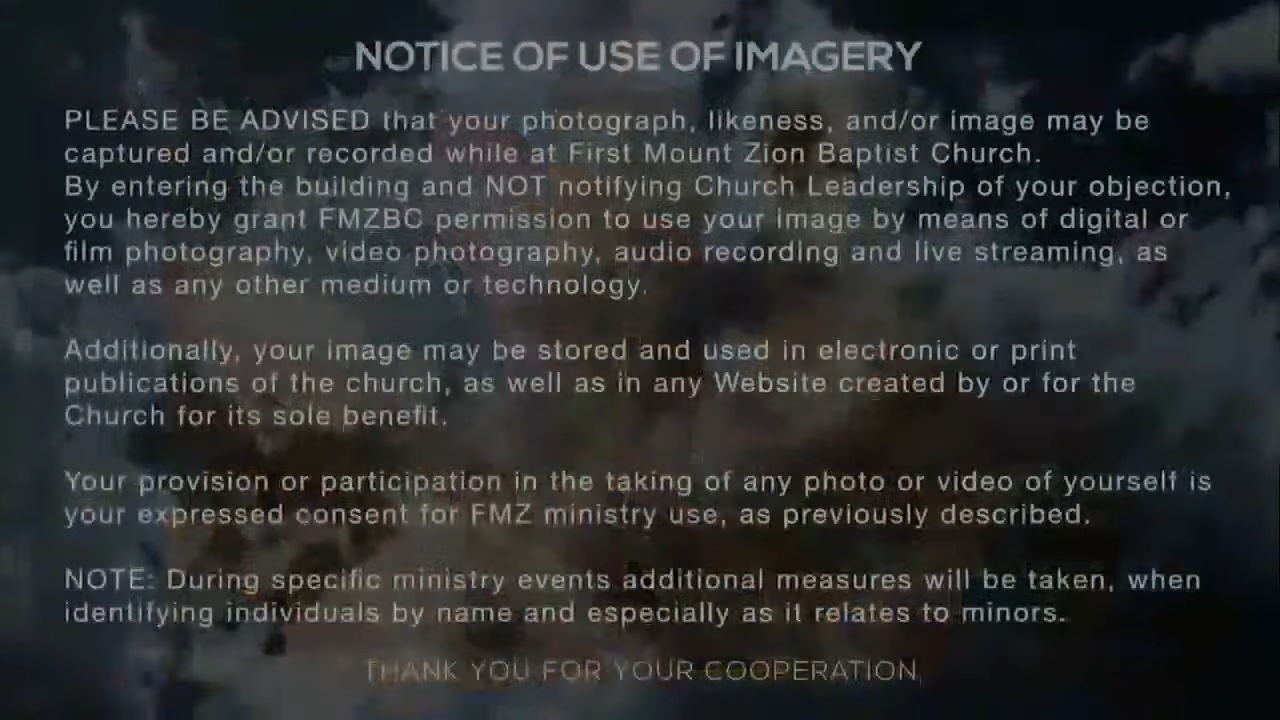 NOTICE OF USE OF IMAGERY
PLEASE BE ADVISED that your photograph, likeness, and/or image may be
captured and/or recorded while at First Mount Zion Baptist Church.
By entering the building and NOT notifying Church Leadership of your objection,
you hereby grant FMZBC permission to use your image by means of digital or
film photography, video photography, audio recording and live streaming, as
well as any other medium or technology.
Additionally, your image may be stored and used in electronic or print
publications of the church, as well as in any Website created by or for the
Church for its sole benefit.
Your provision or participation in the taking of any photo or video of yourself is
your expressed consent for FMZ ministry use, as previously described.
NOTE: During specific ministry events additional measures will be taken, when
identifying individuals by name and especially as it relates to minors.
THANK YOU FOR YOUR COOPERATION.